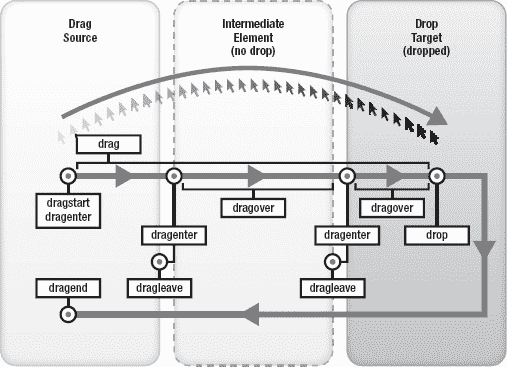 Drag
Source
Intermediate
Element
(no drop)
Drop
Target
(dropped)
drag
dragstart
dragenter
dragover
dragover
dragenter
dragenter
drop
dragend
dragleave
dragleave